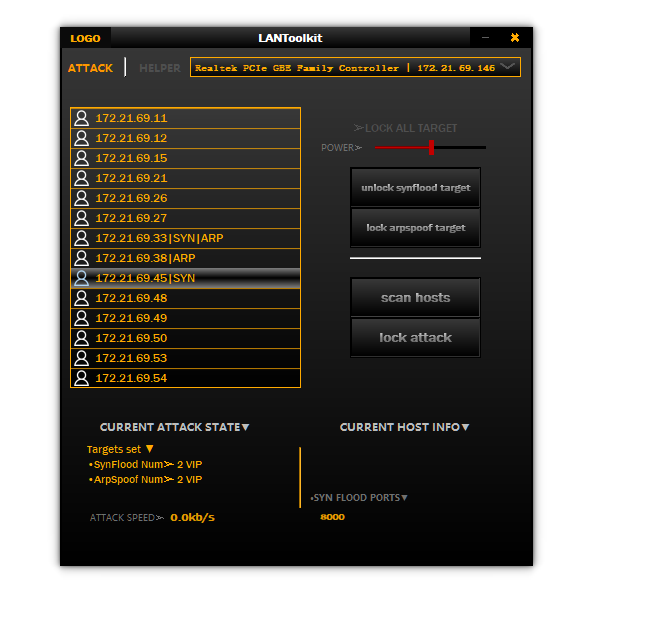 LOGO
LANToolkit
ATTACK
HELPER
Realtek PCIe GBE Family Controller | 172.21.69.146
172.21.69.11
172.21.69.12
172.21.69.15
172.21.69.21
172.21.69.26
172.21.69.27
172.21.69.33|SYN|ARP
172.21.69.38|ARP
172.21.69.45|SYN
172.21.69.48
172.21.69.49
172.21.69.50
172.21.69.53
172.21.69.54
➢LOCK ALL TARGET
POWER➢
unlock synflood target
lock arpspoof target
scan hosts
lock attack
CURRENT ATTACK STATE▼
Targets set ▼
•SynFlood Num➢ 2 VIP
•ArpSpoof Num➢ 2 VIP
ATTACK SPEED➢ 0.0kb/s
CURRENT HOST INFO▼
•SYN FLOOD PORTS▼
8000